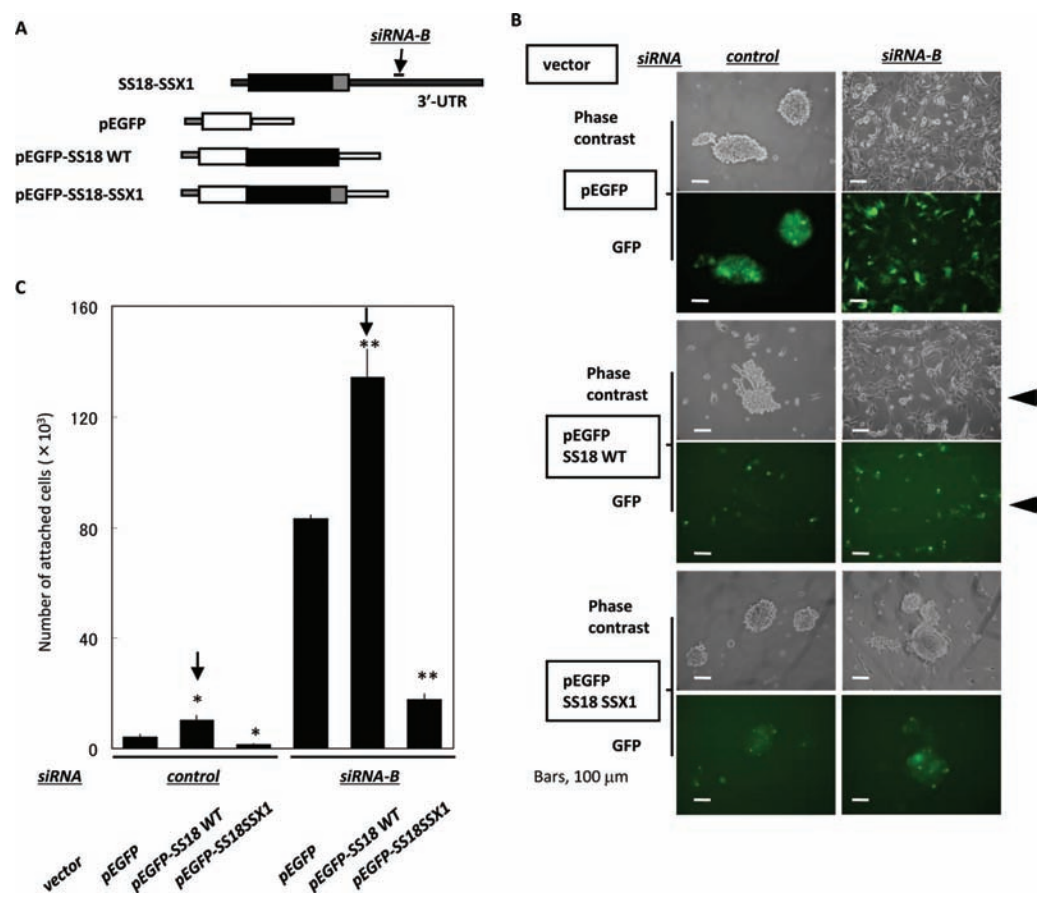 A
siRNA-B
SS18-SSX1
3′-UTR
pEGFP
pEGFP-SS18 WT
pEGFP-SS18-SSX1
B
vector
siRNA
control
siRNA-B
Phase
contrast
pEGFP
GFP
Phase
contrast
pEGFP
SS18 WT
GFP
Phase
contrast
pEGFP
SS18 SSX1
GFP
Bars, 100 μm
C
Number of attached cells (×10³)
160
120
80
40
0
*
*
**
**
siRNA
control
siRNA-B
vector
pEGFP
pEGFP-SS18 WT
pEGFP-SS18SSX1
pEGFP
pEGFP-SS18 WT
pEGFP-SS18SSX1